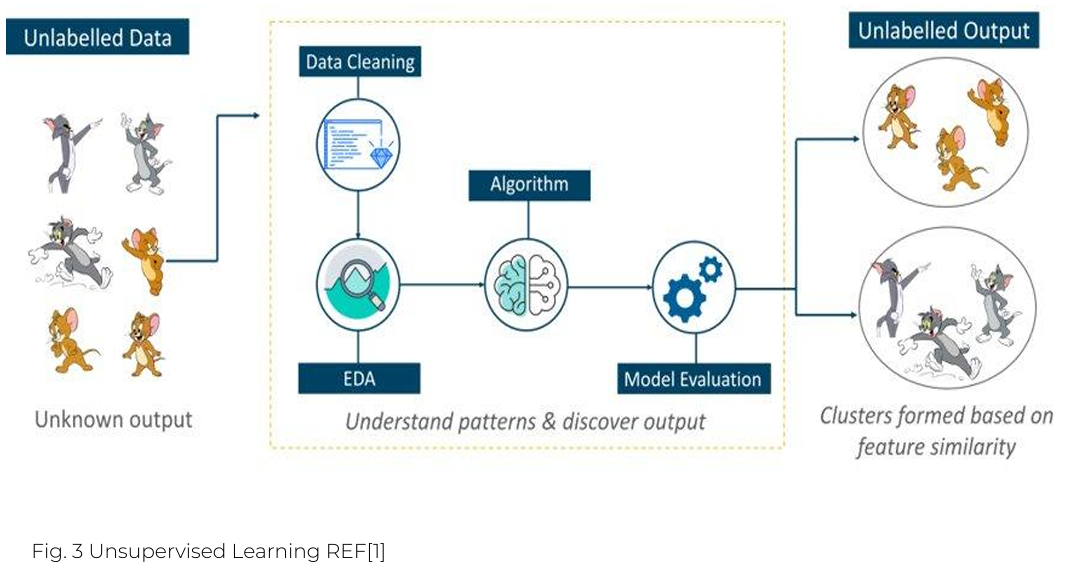 Unlabelled Data
Unlabelled Output
Data Cleaning
Algorithm
EDA
Model Evaluation
Unknown output
Understand patterns & discover output
Clusters formed based on
feature similarity
Fig. 3 Unsupervised Learning REF[1]